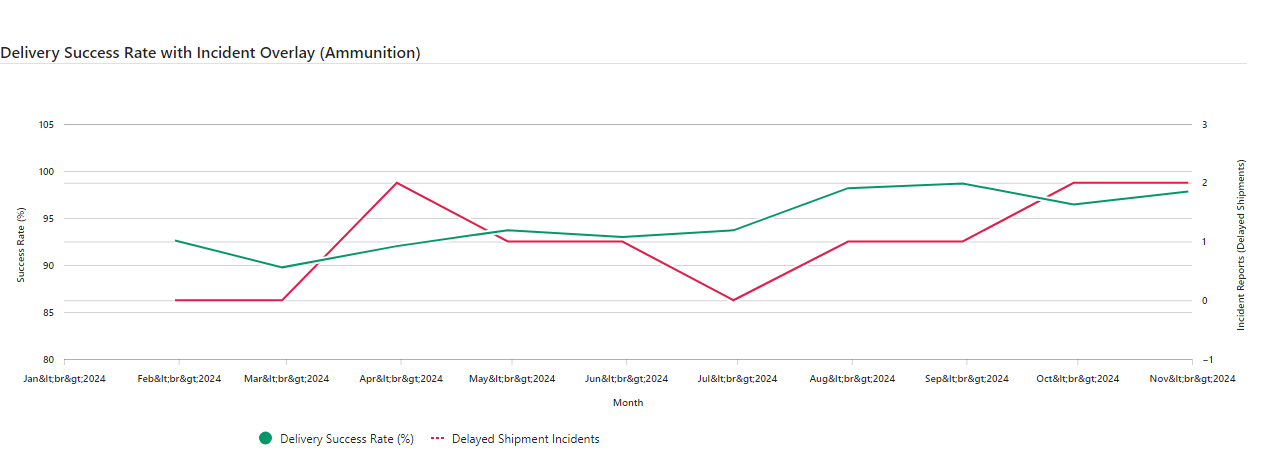 Delivery Success Rate with Incident Overlay (Ammunition)
105
100
95
90
85
80
Success Rate (%)
3
2
1
0
−1
Incident Reports (Delayed Shipments)
Jan&lt;br&gt;2024 Feb&lt;br&gt;2024 Mar&lt;br&gt;2024 Apr&lt;br&gt;2024 May&lt;br&gt;2024 Jun&lt;br&gt;2024 Jul&lt;br&gt;2024 Aug&lt;br&gt;2024 Sep&lt;br&gt;2024 Oct&lt;br&gt;2024 Nov&lt;br&gt;2024
Month
Delivery Success Rate (%) Delayed Shipment Incidents